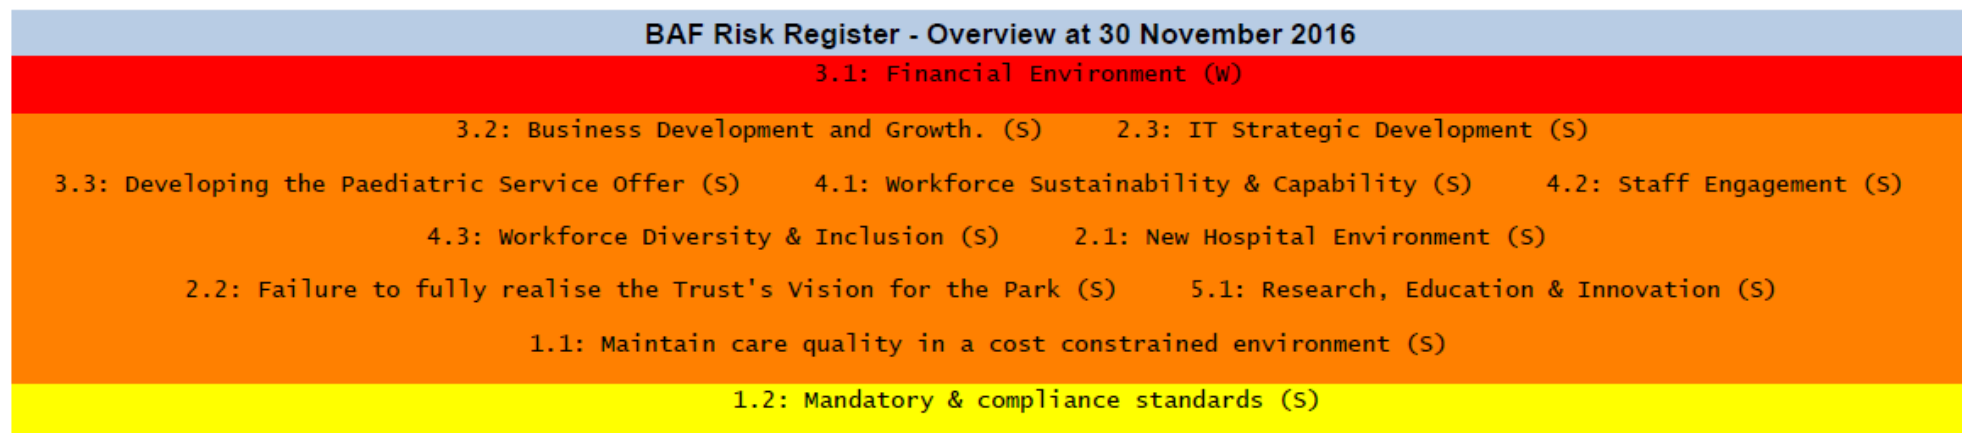 BAF Risk Register - Overview at 30 November 2016
3.1: Financial Environment (W)
3.2: Business Development and Growth. (S) 2.3: IT Strategic Development (S)
3.3: Developing the Paediatric Service Offer (S) 4.1: Workforce Sustainability & Capability (S) 4.2: Staff Engagement (S)
4.3: Workforce Diversity & Inclusion (S) 2.1: New Hospital Environment (S)
2.2: Failure to fully realise the Trust's Vision for the Park (S) 5.1: Research, Education & Innovation (S)
1.1: Maintain care quality in a cost constrained environment (S)
1.2: Mandatory & compliance standards (S)